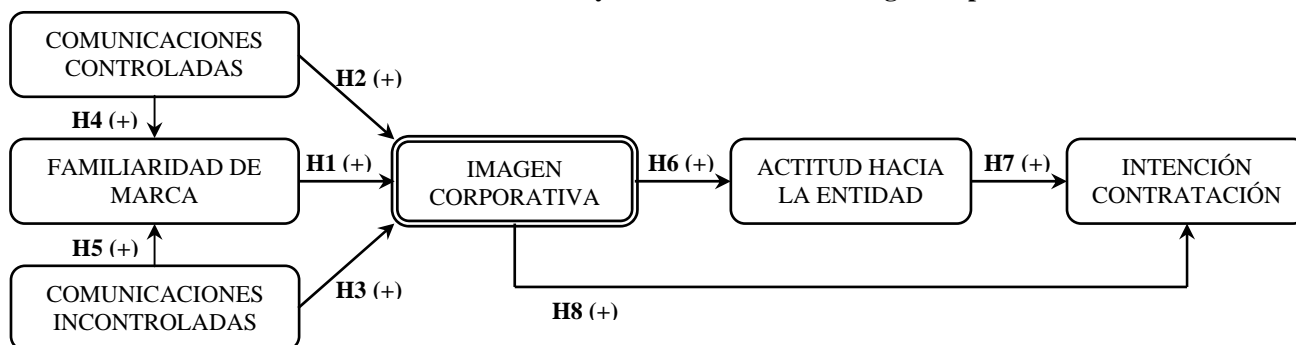 COMUNICACIONES
CONTROLADAS
H2 (+)
H4 (+)
FAMILIARIDAD DE
MARCA
H1 (+)
IMAGEN
CORPORATIVA
H6 (+)
ACTITUD HACIA
LA ENTIDAD
H7 (+)
INTENCIÓN
CONTRATACIÓN
H5 (+)
COMUNICACIONES
INCONTROLADAS
H3 (+)
H8 (+)